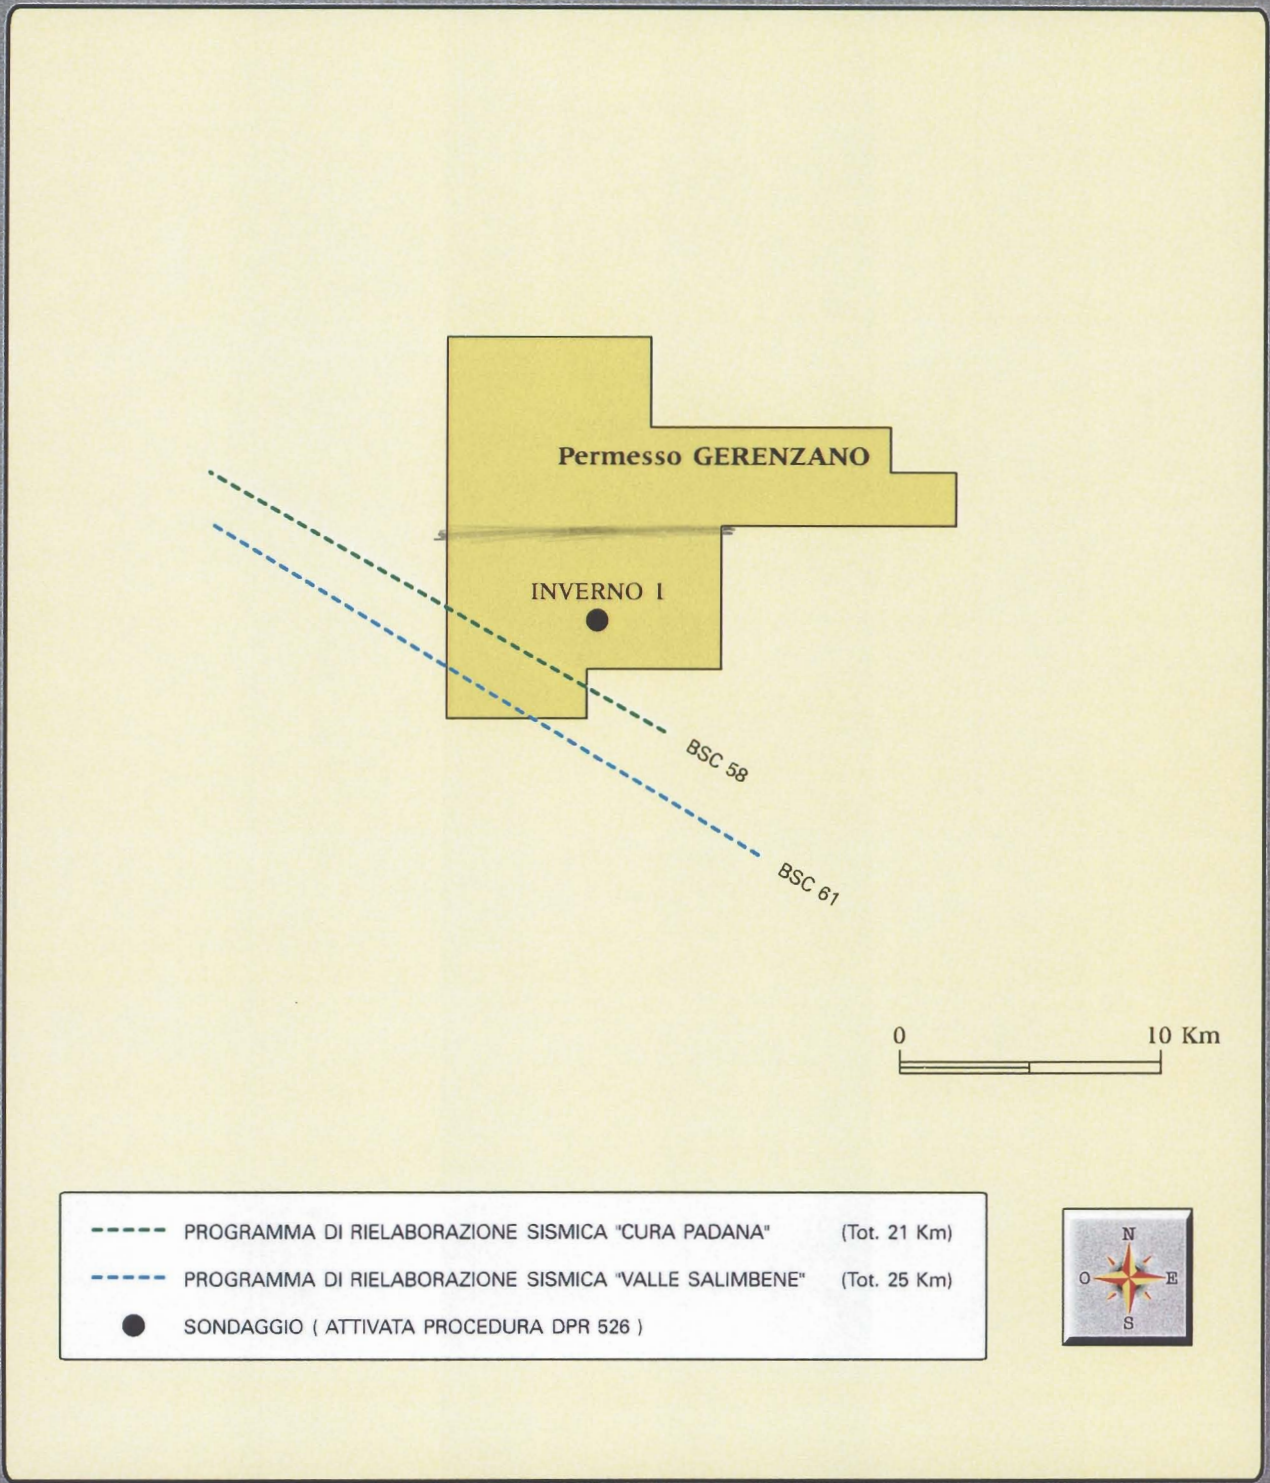 Permesso GERENZANO
INVERNO 1
BSC 58
BSC 61
0 10 Km
PROGRAMMA DI RIELABORAZIONE SISMICA "CURA PADANA" (Tot. 21 Km)
PROGRAMMA DI RIELABORAZIONE SISMICA "VALLE SALIMBENE" (Tot. 25 Km)
SONDAGGIO ( ATTIVATA PROCEDURA DPR 526 )
N
O E
S